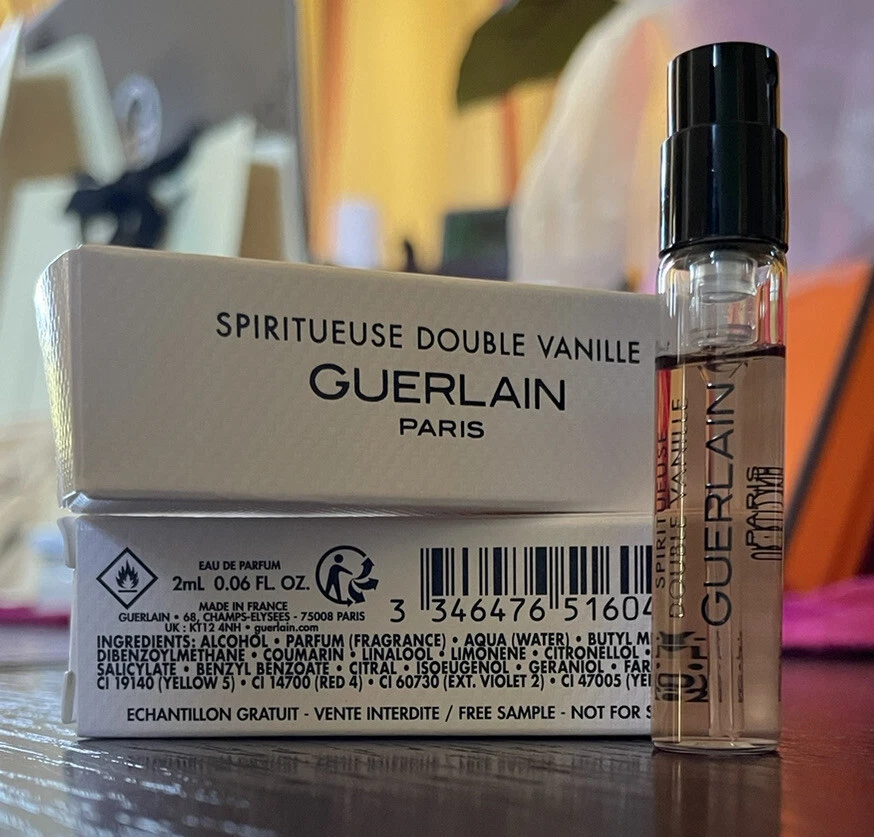 SPIRITUEUSE DOUBLE VANILLE
GUERLAIN
PARIS
EAU DE PARFUM
2mL 0.06 FL. OZ.
MADE IN FRANCE
GUERLAIN • 68, CHAMPS-ELYSEES - 75008 PARIS
UK : KT12 4NH • guerlain.com
3 346476 51604
INGREDIENTS: ALCOHOL • PARFUM (FRAGRANCE) • AQUA (WATER) • BUTYL M
DIBENZOYLMETHANE • COUMARIN • LINALOOL • LIMONENE • CITRONELLOL •
SALICYLATE • BENZYL BENZOATE • CITRAL • ISOEUGENOL • GERANIOL • FAR
CI 19140 (YELLOW 5) • CI 14700 (RED 4) • CI 60730 (EXT. VIOLET 2) • CI 47005 (YEL
ECHANTILLON GRATUIT - VENTE INTERDITE / FREE SAMPLE - NOT FOR S
SPIRITUEUSE
DOUBLE VANILLE
GUERLAIN
PARIS